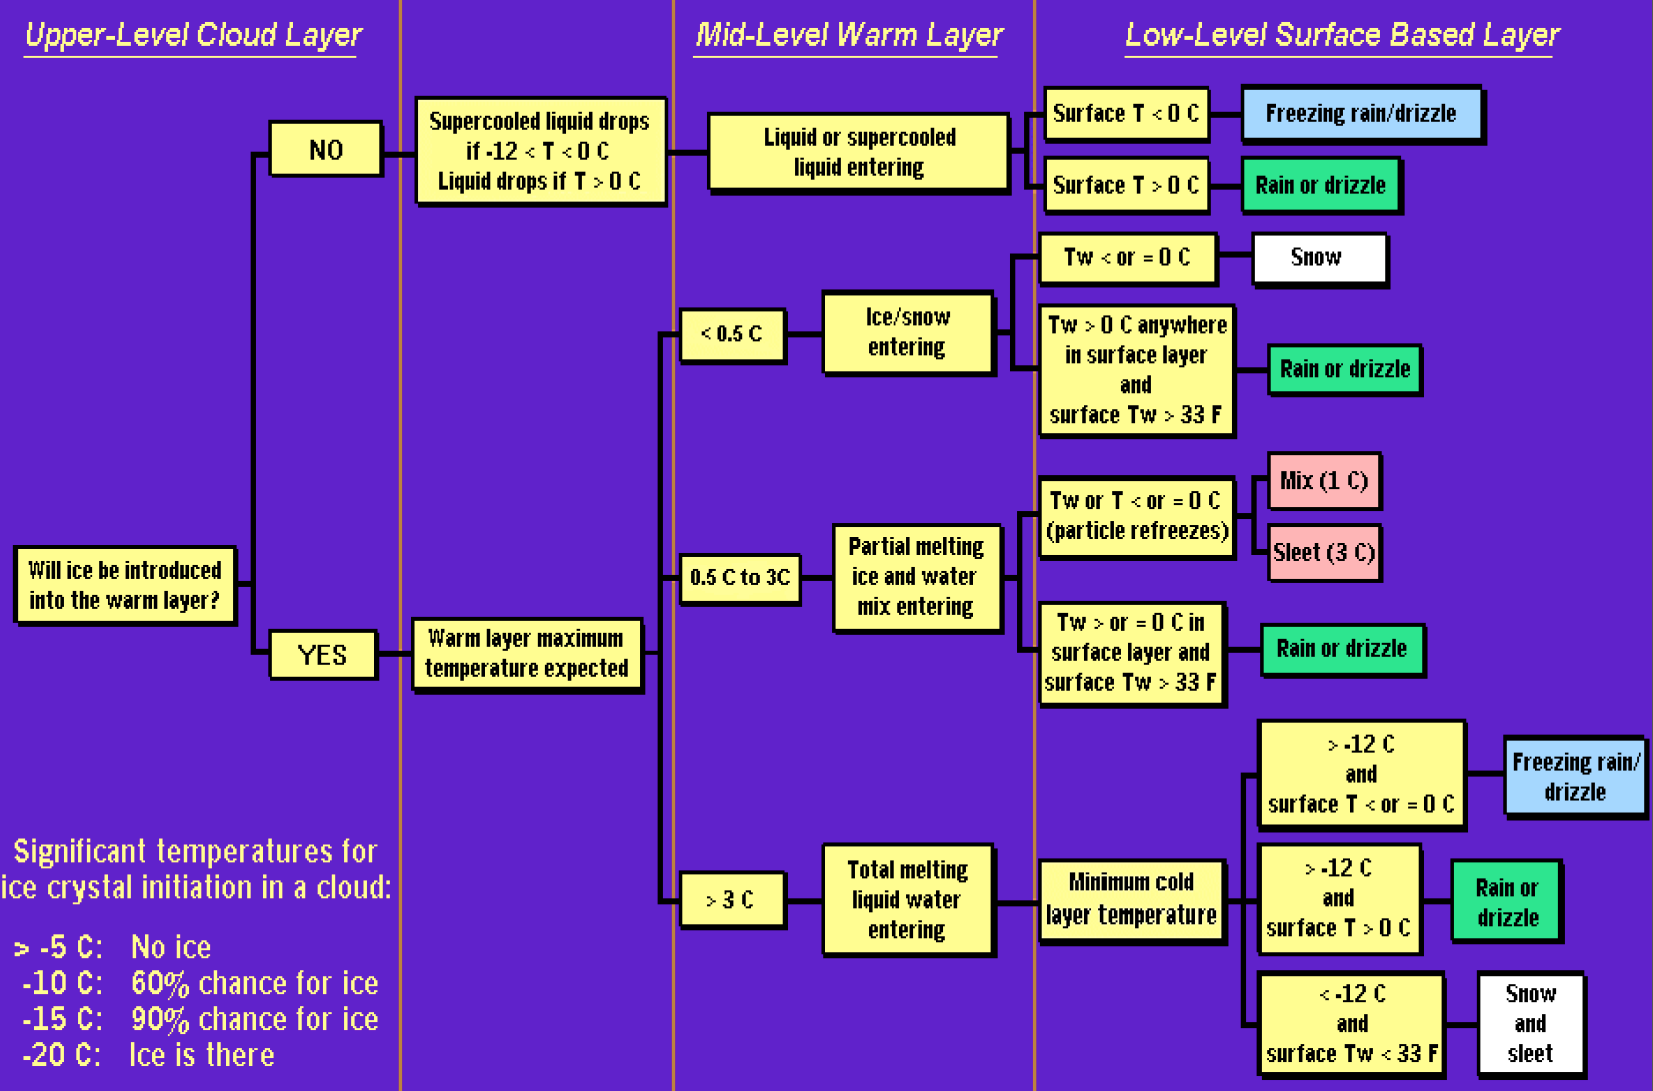 Upper-Level Cloud Layer
Mid-Level Warm Layer
Low-Level Surface Based Layer
Will ice be introduced
into the warm layer?
NO
Supercooled liquid drops
if -12 < T < 0 C
Liquid drops if T > 0 C
Liquid or supercooled
liquid entering
Surface T < 0 C
Freezing rain/drizzle
Surface T > 0 C
Rain or drizzle
YES
Warm layer maximum
temperature expected
< 0.5 C
Ice/snow
entering
Tw < or = 0 C
Snow
Tw > 0 C anywhere
in surface layer
and
surface Tw > 33 F
Rain or drizzle
0.5 C to 3C
Partial melting
ice and water
mix entering
Tw or T < or = 0 C
(particle refreezes)
Mix (1 C)
Sleet (3 C)
Tw > or = 0 C in
surface layer and
surface Tw > 33 F
Rain or drizzle
> 3 C
Total melting
liquid water
entering
Minimum cold
layer temperature
> -12 C
and
surface T < or = 0 C
Freezing rain/
drizzle
> -12 C
and
surface T > 0 C
Rain or
drizzle
< -12 C
and
surface Tw < 33 F
Snow
and
sleet
Significant temperatures for
ice crystal initiation in a cloud:
> -5 C: No ice
-10 C: 60% chance for ice
-15 C: 90% chance for ice
-20 C: Ice is there